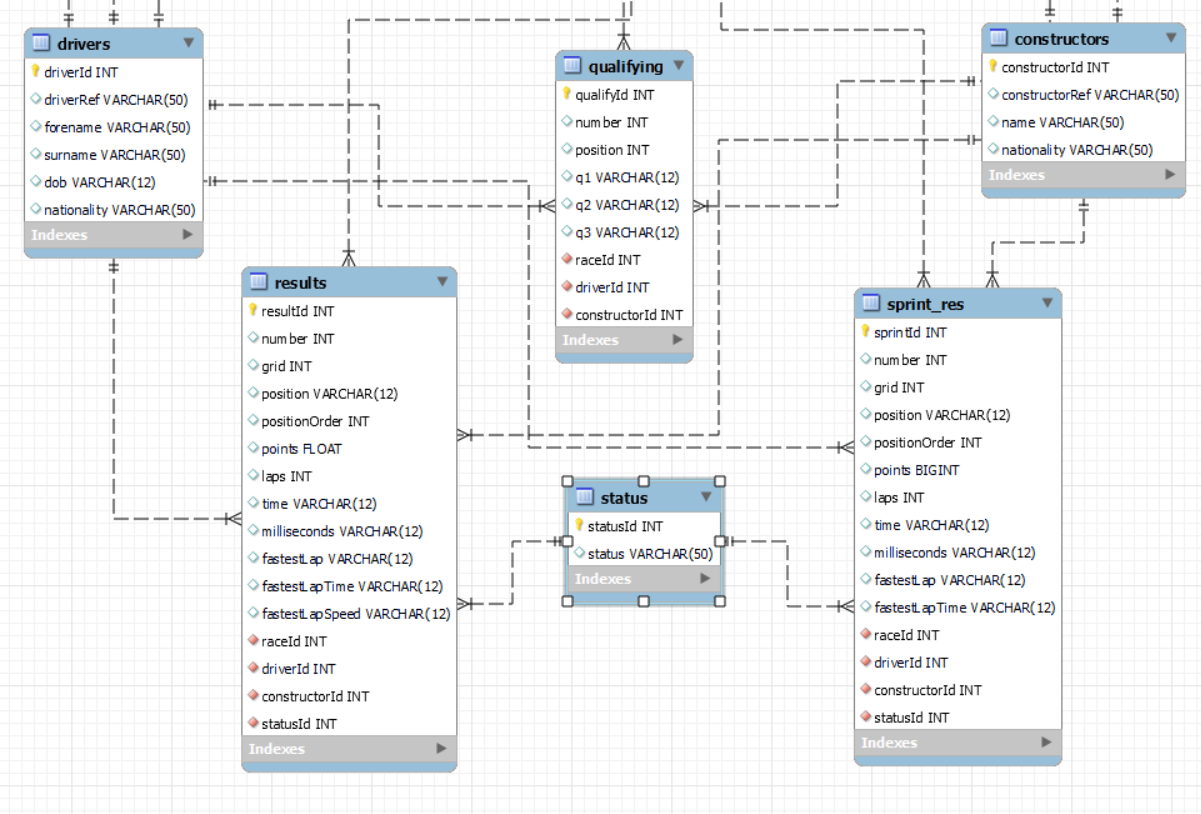 drivers
driverId INT
driverRef VARCHAR(50)
forename VARCHAR(50)
surname VARCHAR(50)
dob VARCHAR(12)
nationality VARCHAR(50)
Indexes
qualifying
qualifyId INT
number INT
position INT
q1 VARCHAR(12)
q2 VARCHAR(12)
q3 VARCHAR(12)
raceId INT
driverId INT
constructorId INT
Indexes
constructors
constructorId INT
constructorRef VARCHAR(50)
name VARCHAR(50)
nationality VARCHAR(50)
Indexes
results
resultId INT
number INT
grid INT
position VARCHAR(12)
positionOrder INT
points FLOAT
laps INT
time VARCHAR(12)
milliseconds VARCHAR(12)
fastestLap VARCHAR(12)
fastestLapTime VARCHAR(12)
fastestLapSpeed VARCHAR(12)
raceId INT
driverId INT
constructorId INT
statusId INT
Indexes
status
statusId INT
status VARCHAR(50)
Indexes
sprint_res
sprintId INT
number INT
grid INT
position VARCHAR(12)
positionOrder INT
points BIGINT
laps INT
time VARCHAR(12)
milliseconds VARCHAR(12)
fastestLap VARCHAR(12)
fastestLapTime VARCHAR(12)
raceId INT
driverId INT
constructorId INT
statusId INT
Indexes